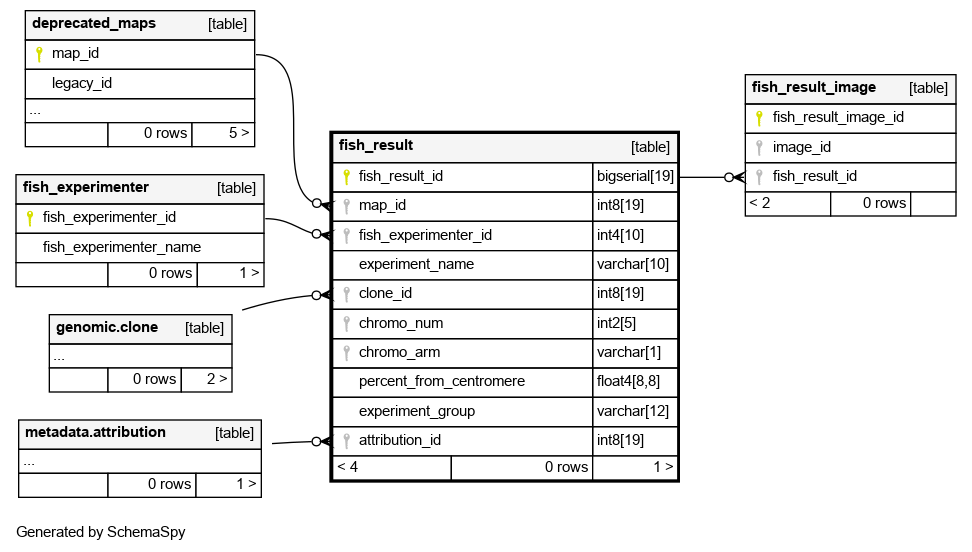 deprecated_maps [table]
map_id
legacy_id
...
0 rows 5 >
fish_experimenter [table]
fish_experimenter_id
fish_experimenter_name
0 rows 1 >
genomic.clone [table]
...
0 rows 2 >
metadata.attribution [table]
...
0 rows 1 >
fish_result [table]
fish_result_id bigserial[19]
map_id int8[19]
fish_experimenter_id int4[10]
experiment_name varchar[10]
clone_id int8[19]
chromo_num int2[5]
chromo_arm varchar[1]
percent_from_centromere float4[8,8]
experiment_group varchar[12]
attribution_id int8[19]
< 4 0 rows 1 >
fish_result_image [table]
fish_result_image_id
image_id
fish_result_id
< 2 0 rows
Generated by SchemaSpy